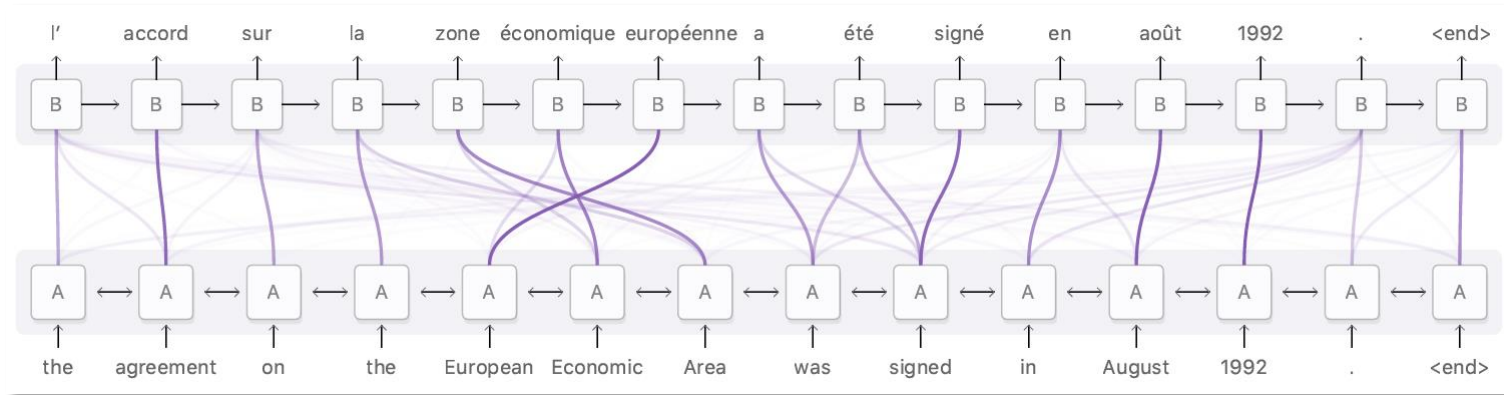 l’ accord sur la zone économique européenne a été signé en août 1992 . <end>
B B B B B B B B B B B B B B B
A A A A A A A A A A A A A A
the agreement on the European Economic Area was signed in August 1992 . <end>